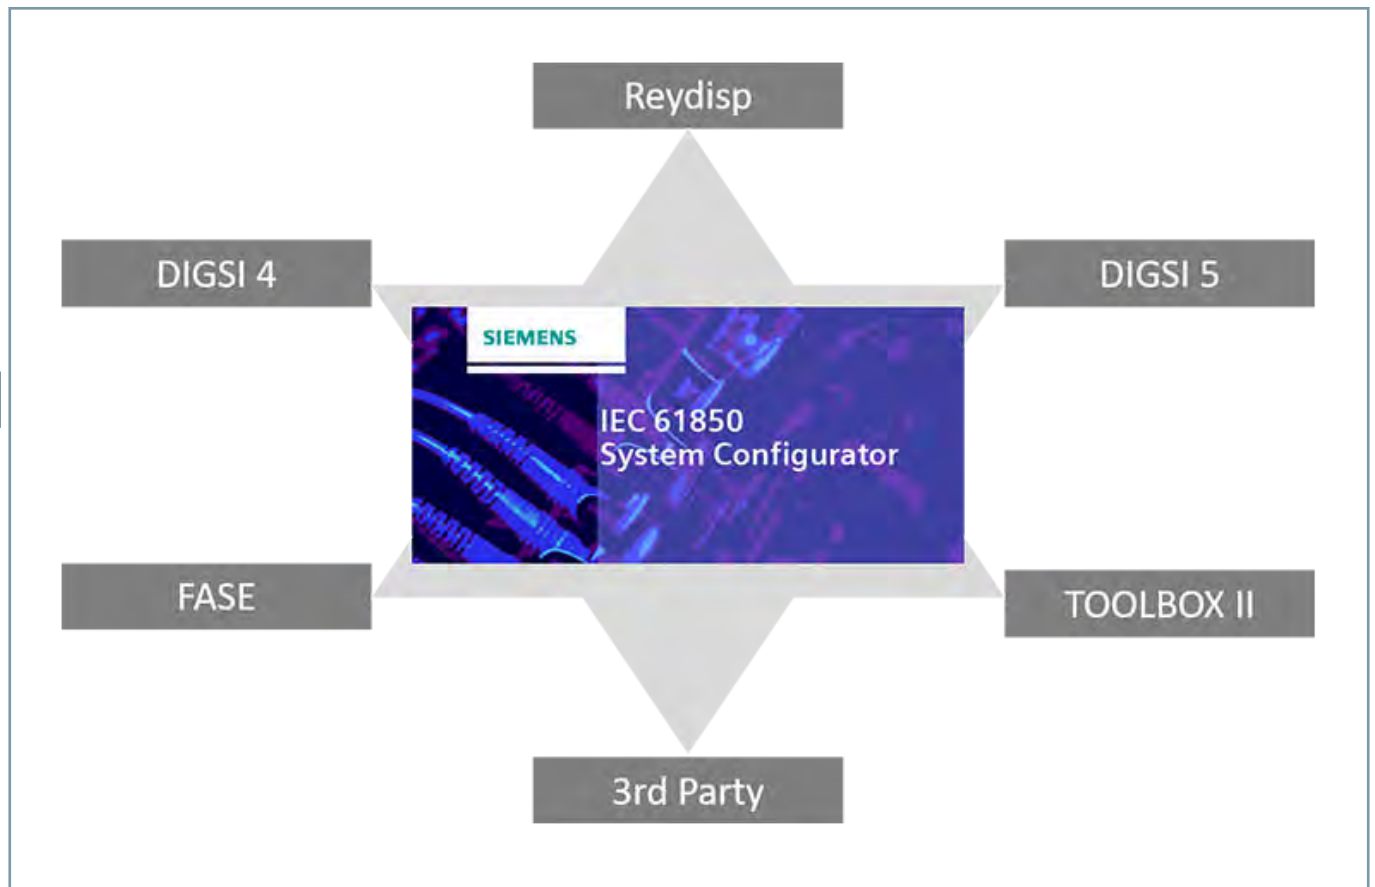 Reydisp
DIGSI 4
DIGSI 5
SIEMENS
IEC 61850
System Configurator
FASE
TOOLBOX II
3rd Party